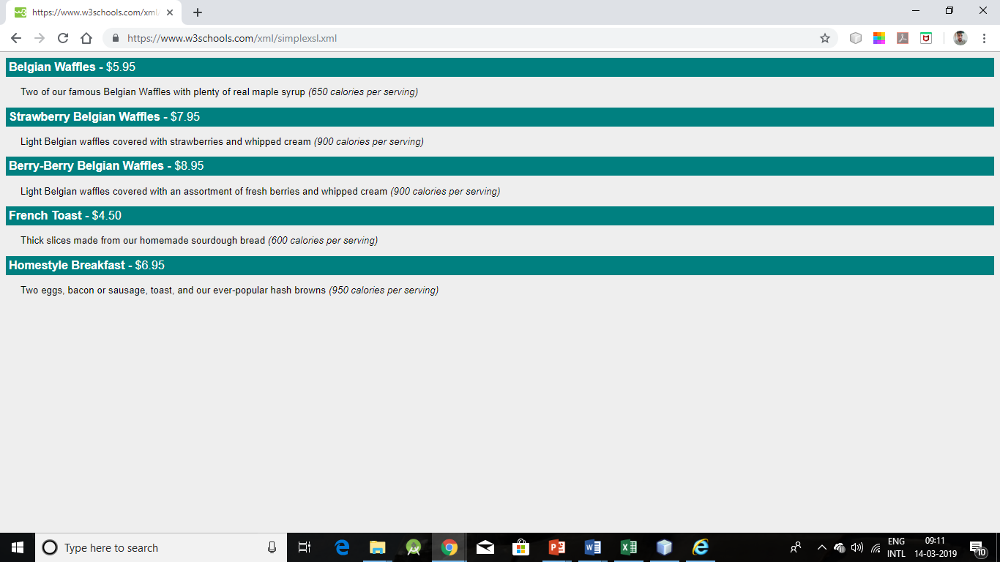 https://www.w3schools.com/xml/
https://www.w3schools.com/xml/simplexsl.xml
Belgian Waffles - $5.95
Two of our famous Belgian Waffles with plenty of real maple syrup (650 calories per serving)
Strawberry Belgian Waffles - $7.95
Light Belgian waffles covered with strawberries and whipped cream (900 calories per serving)
Berry-Berry Belgian Waffles - $8.95
Light Belgian waffles covered with an assortment of fresh berries and whipped cream (900 calories per serving)
French Toast - $4.50
Thick slices made from our homemade sourdough bread (600 calories per serving)
Homestyle Breakfast - $6.95
Two eggs, bacon or sausage, toast, and our ever-popular hash browns (950 calories per serving)
Type here to search
ENG 09:11
INTL 14-03-2019
10